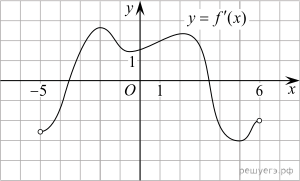 y
y = f′(x)
1
−5 O 1 6 x
решуегэ.рф